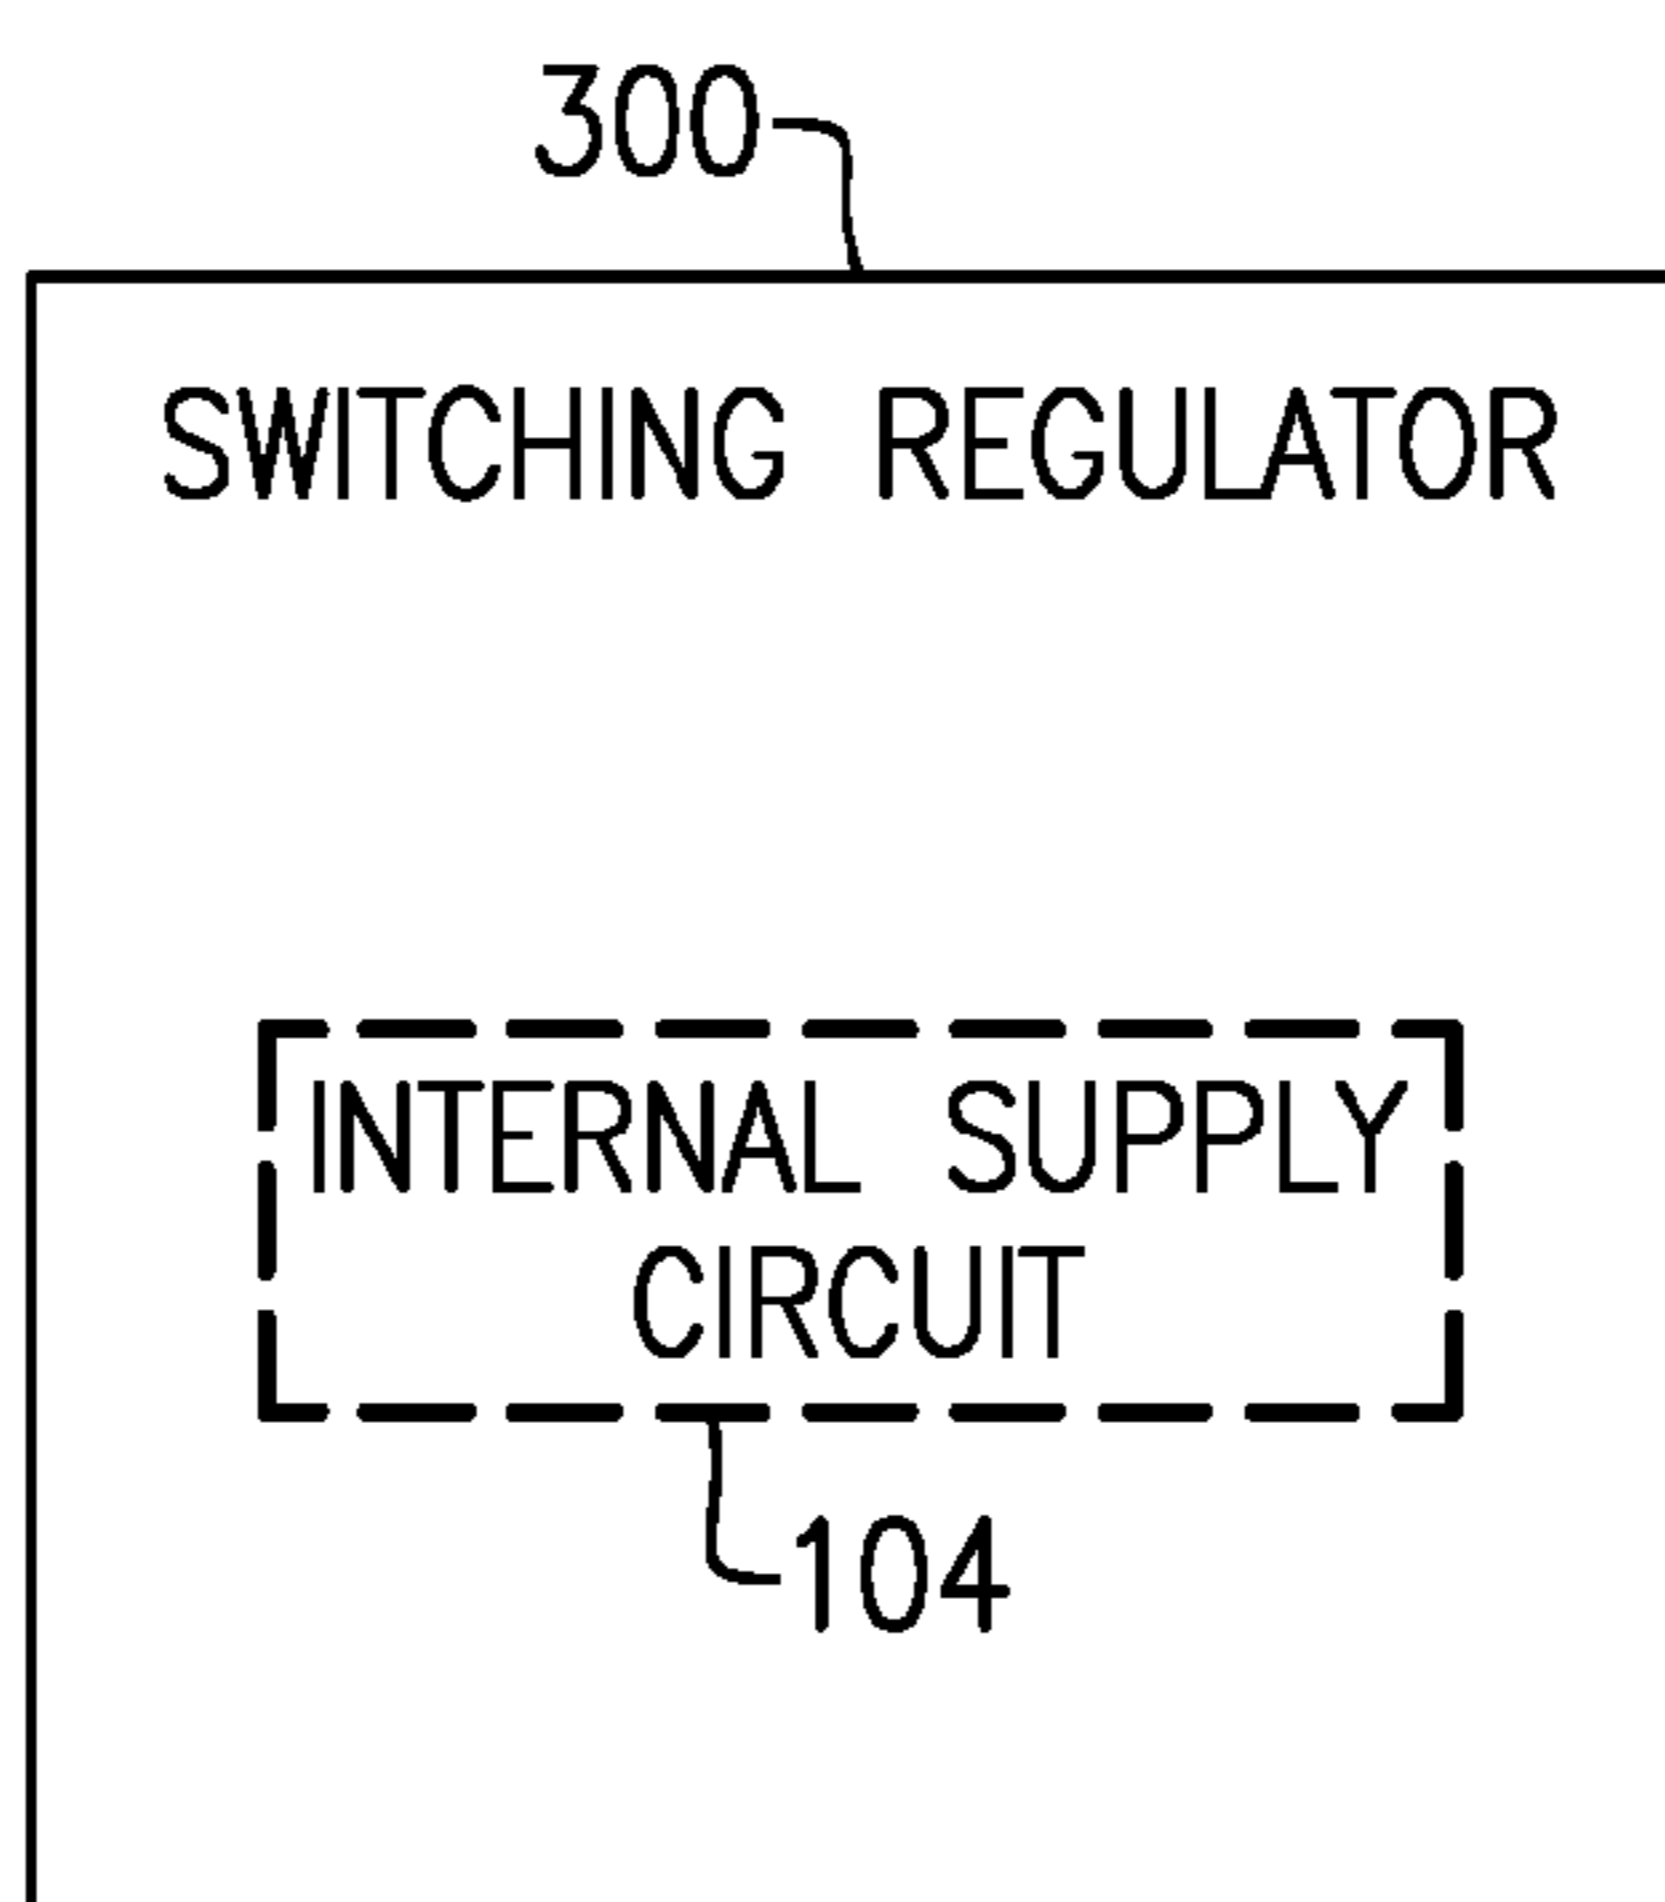 300
SWITCHING REGULATOR
INTERNAL SUPPLY
CIRCUIT
104